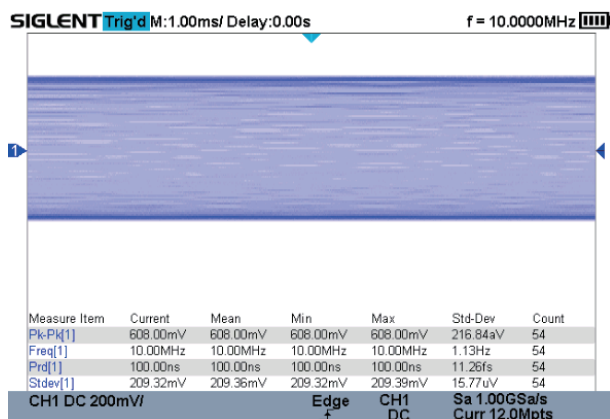 SIGLENT Trig'd M:1.00ms/ Delay:0.00s f = 10.0000MHz
1
Measure Item Current Mean Min Max Std-Dev Count
Pk-Pk[1] 608.00mV 608.00mV 608.00mV 608.00mV 216.84aV 54
Freq[1] 10.00MHz 10.00MHz 10.00MHz 10.00MHz 1.13Hz 54
Prd[1] 100.00ns 100.00ns 100.00ns 100.00ns 11.26fs 54
Stdev[1] 209.32mV 209.36mV 209.32mV 209.39mV 15.77uV 54
CH1 DC 200mV/ Edge CH1 Sa 1.00GSa/s
DC Curr 12.0Mpts